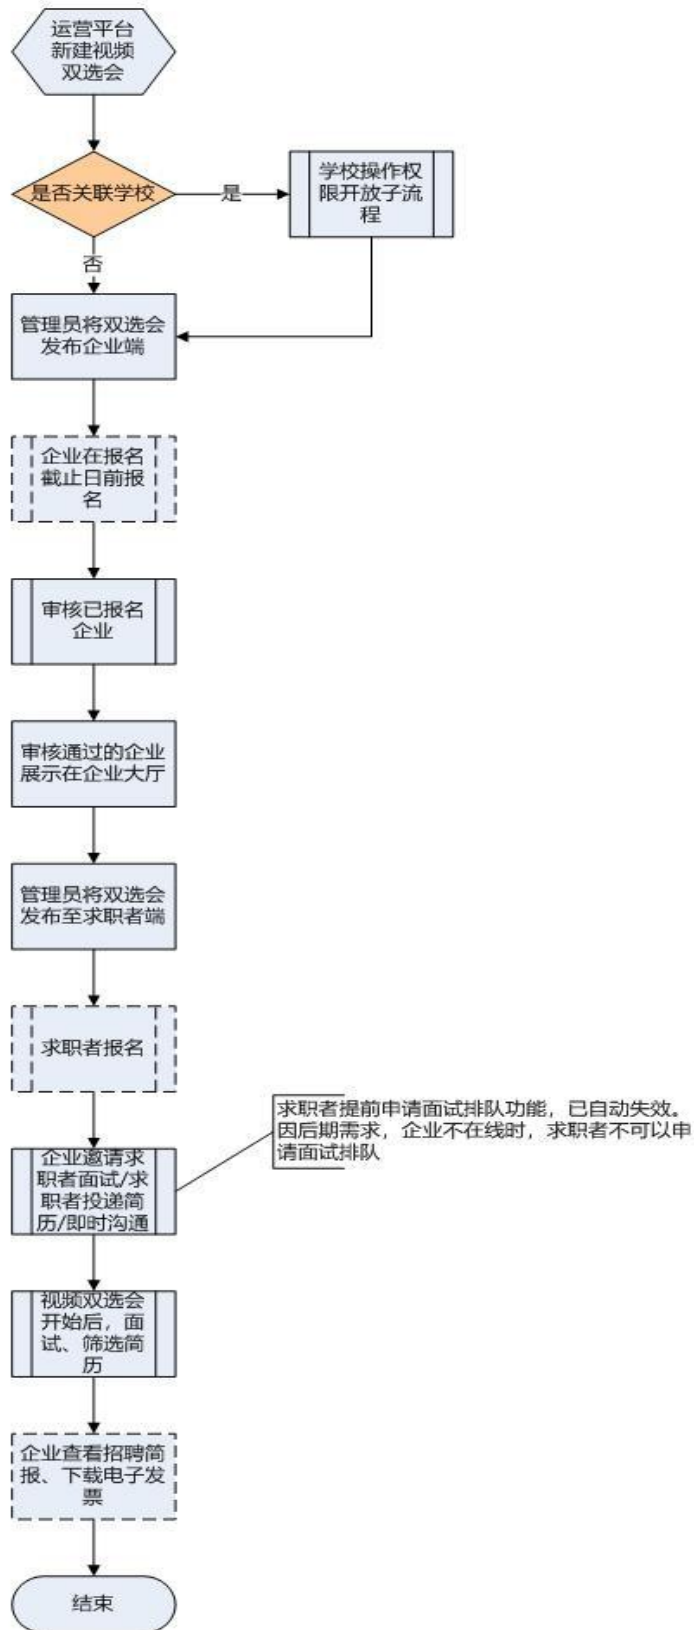 运营平台
新建视频
双选会
是否关联学校
是
学校操作权
限开放子流
程
否
管理员将双选会
发布企业端
企业在报名
截止日前报
名
审核已报名
企业
审核通过的企业
展示在企业大厅
管理员将双选会
发布至求职者端
求职者报名
求职者提前申请面试排队功能，已自动失效。
因后期需求，企业不在线时，求职者不可以申
请面试排队
企业邀请求
职者面试/求
职者投递简
历/即时沟通
视频双选会
开始后，面
试、筛选简
历
企业查看招聘简
报、下载电子发
票
结束